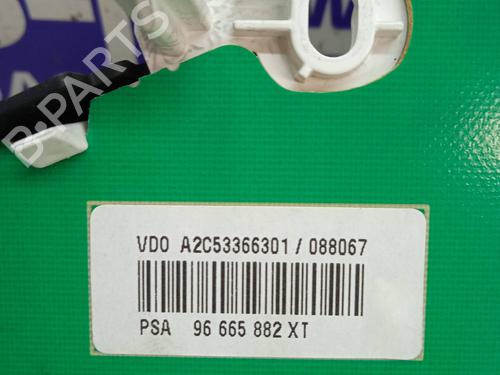 B-PARTS
VDO A2C53366301 / 088067
PSA 96 665 882 XT